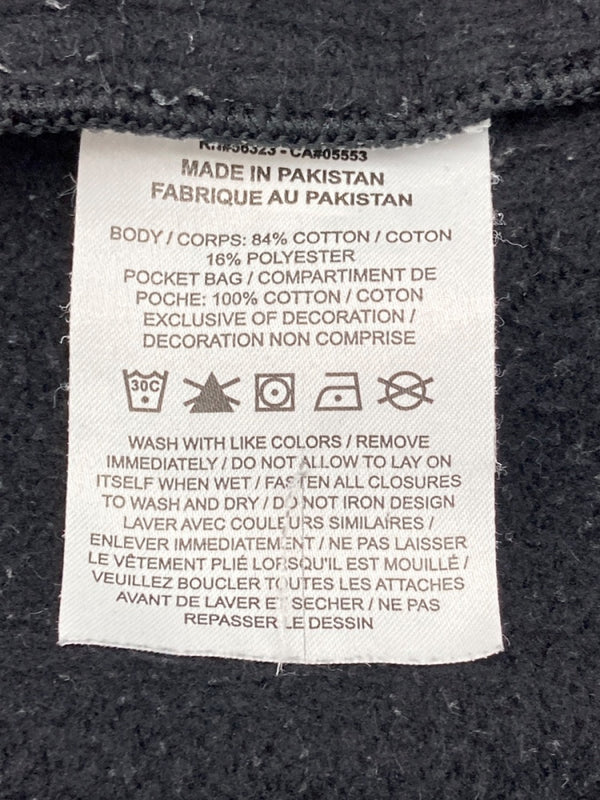 RN#56323 - CA#05553
MADE IN PAKISTAN
FABRIQUE AU PAKISTAN
BODY / CORPS: 84% COTTON / COTON
16% POLYESTER
POCKET BAG / COMPARTIMENT DE
POCHE: 100% COTTON / COTON
EXCLUSIVE OF DECORATION /
DECORATION NON COMPRISE
30C
WASH WITH LIKE COLORS / REMOVE
IMMEDIATELY / DO NOT ALLOW TO LAY ON
ITSELF WHEN WET / FASTEN ALL CLOSURES
TO WASH AND DRY / DO NOT IRON DESIGN
LAVER AVEC COULEURS SIMILAIRES /
ENLEVER IMMEDIATEMENT / NE PAS LAISSER
LE VÊTEMENT PLIÉ LORSQU'IL EST MOUILLÉ /
VEUILLEZ BOUCLER TOUTES LES ATTACHES
AVANT DE LAVER ET SECHER / NE PAS
REPASSER LE DESSIN